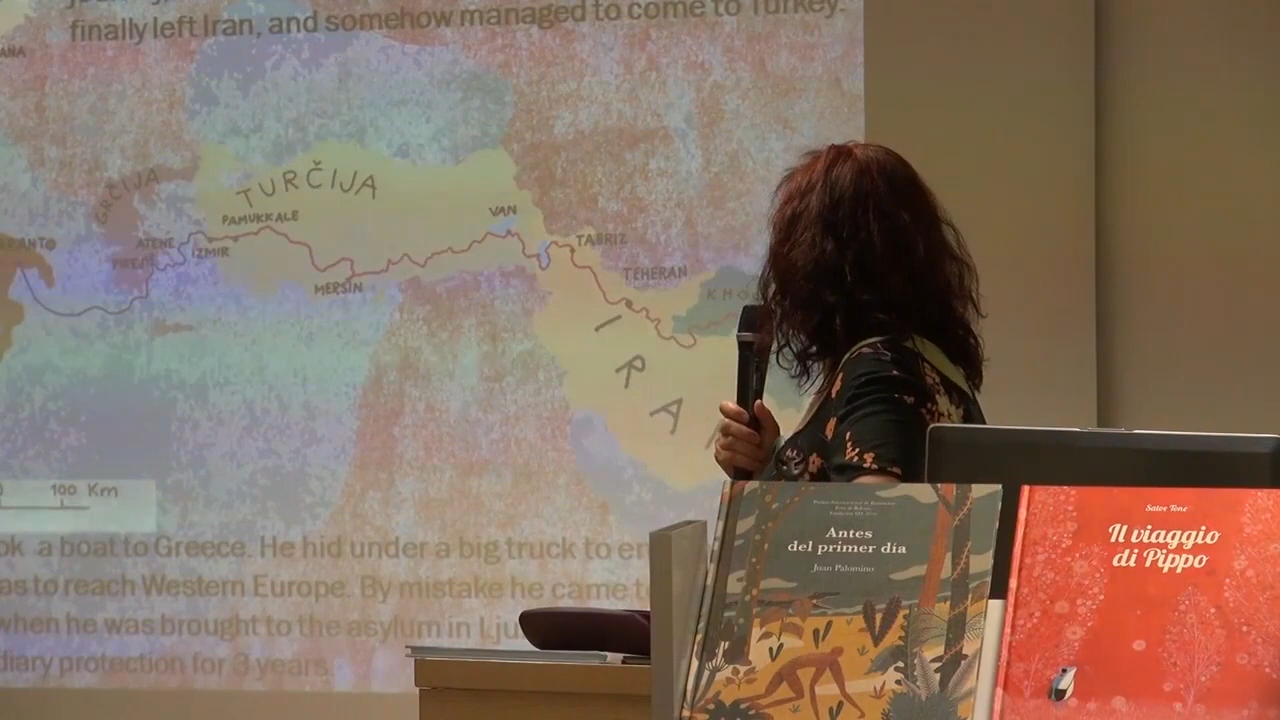 finally left Iran, and somehow managed to come to Turkey.
GRČIJA
TURČIJA
PAMUKKALE
VAN
ATENE
IZMIR
TABRIZ
TEHERAN
MERSIN
IRA
100 Km
a boat to Greece. He hid under a big truck to
to reach Western Europe. By mistake he came
when he was brought to the asylum in
protection for 3 years.
Antes
del primer día
Juan Palomino
Satoe Tone
Il viaggio
di Pippo